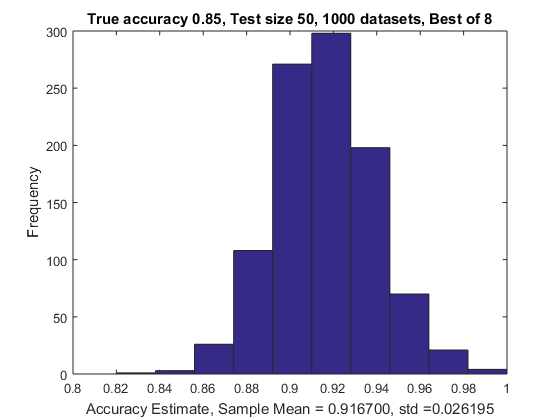 True accuracy 0.85, Test size 50, 1000 datasets, Best of 8
300
250
200
150
100
50
0
Frequency
0.8 0.82 0.84 0.86 0.88 0.9 0.92 0.94 0.96 0.98 1
Accuracy Estimate, Sample Mean = 0.916700, std =0.026195